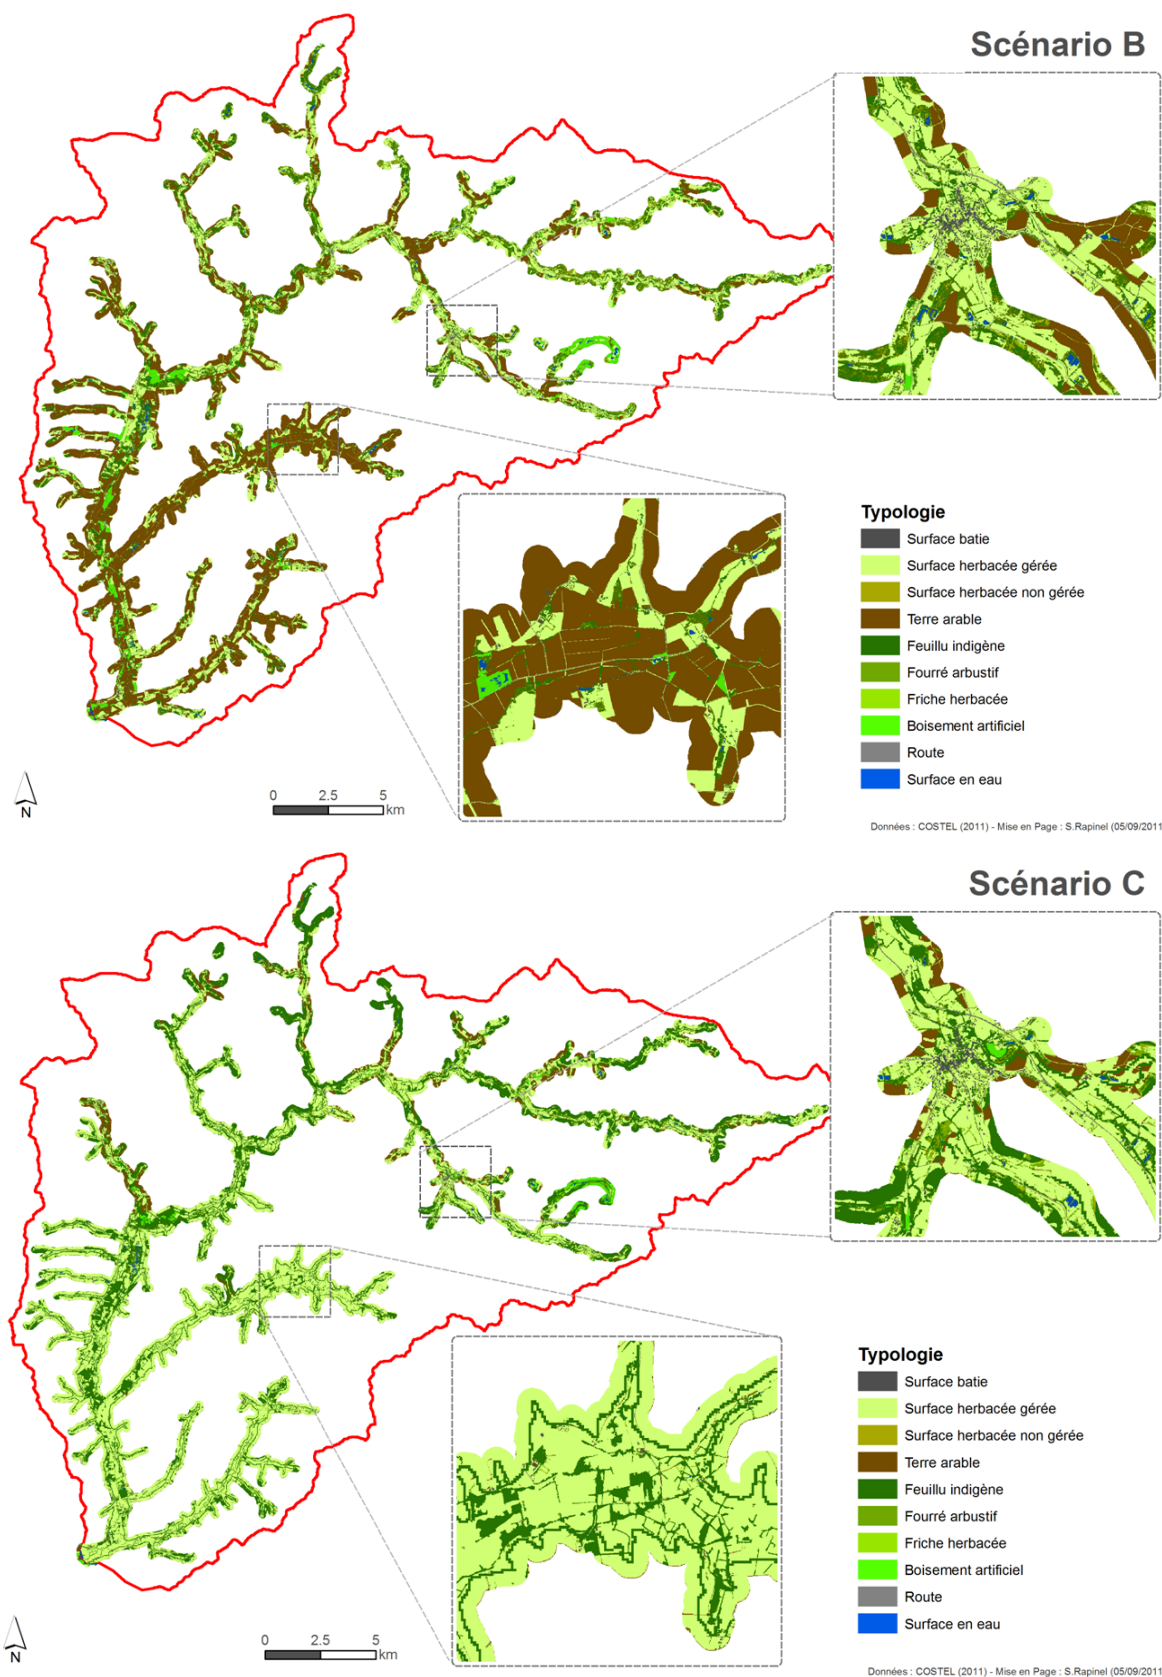 Scénario B
Typologie
Surface batie
Surface herbacée gérée
Surface herbacée non gérée
Terre arable
Feuillu indigène
Fourré arbustif
Friche herbacée
Boisement artificiel
Route
Surface en eau
N
0 2.5 5
km
Données : COSTEL (2011) - Mise en Page : S.Rapinel (05/09/2011
Scénario C
Typologie
Surface batie
Surface herbacée gérée
Surface herbacée non gérée
Terre arable
Feuillu indigène
Fourré arbustif
Friche herbacée
Boisement artificiel
Route
Surface en eau
N
0 2.5 5
km
Données : COSTEL (2011) - Mise en Page : S.Rapinel (05/09/201